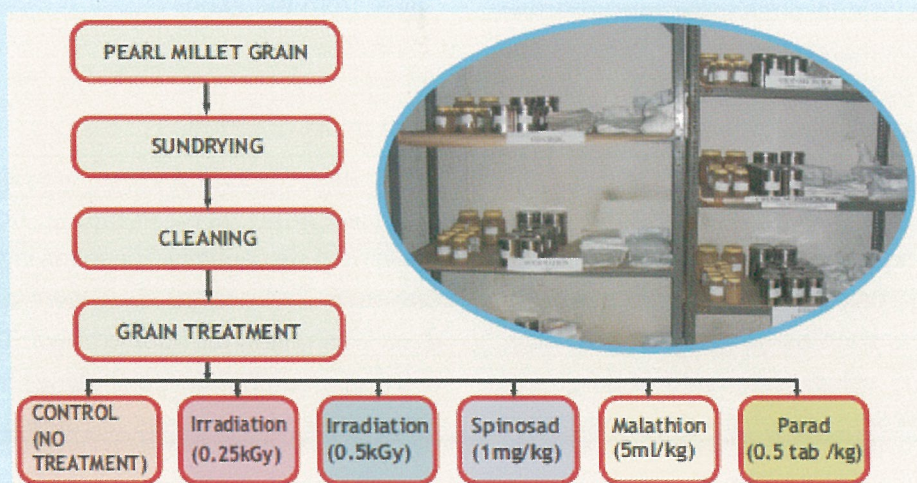 PEARL MILLET GRAIN
SUNDRYING
CLEANING
GRAIN TREATMENT
CONTROL
(NO
TREATMENT)
Irradiation
(0.25kGy)
Irradiation
(0.5kGy)
Spinosad
(1mg/kg)
Malathion
(5ml/kg)
Parad
(0.5 tab /kg)